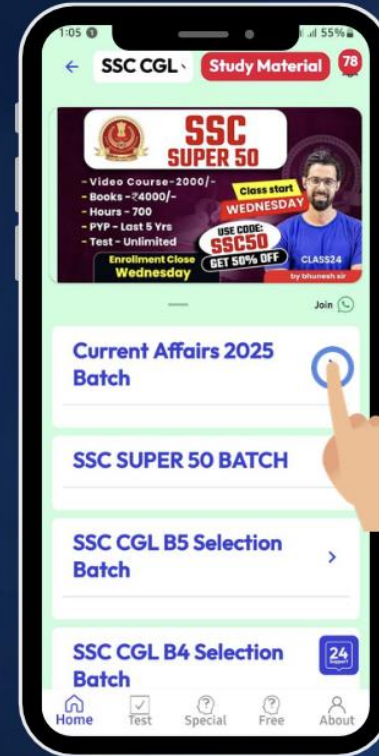 1:05
55%
SSC CGL
Study Material
78
SSC
SUPER 50
- Video Course-2000/-
- Books -₹4000/-
- Hours - 700
- PYP - Last 5 Yrs
- Test - Unlimited
Class start
WEDNESDAY
USE CODE:
SSC50
GET 50% OFF
Enrollment Close
Wednesday
CLASS24
by bhunesh sir
Join
Current Affairs 2025
Batch
SSC SUPER 50 BATCH
SSC CGL B5 Selection
Batch
SSC CGL B4 Selection
Batch
24
Support
Home Test Special Free About